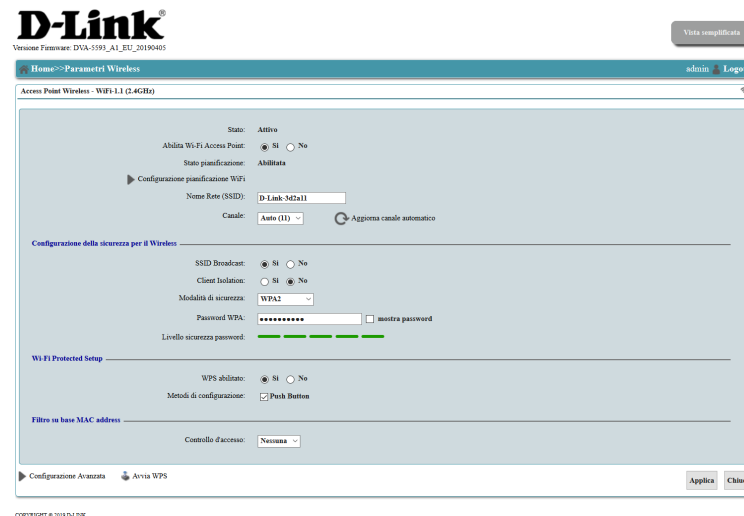 D-Link®
Vista semplificata
Versione Firmware: DVA-5593_A1_EU_20190405
Home>>Parametri Wireless
admin
Access Point Wireless - WiFi-1.1 (2.4GHz)
Stato: Attivo
Abilita Wi-Fi Access Point: Si No
Stato pianificazione: Abilitata
Configurazione pianificazione WiFi
Nome Rete (SSID): D-Link-3d2a11
Canale: Auto (11) Aggiorna canale automatico
Configurazione della sicurezza per il Wireless
SSID Broadcast: Si No
Client Isolation: Si No
Modalità di sicurezza: WPA2
Password WPA: •••••••••• mostra password
Livello sicurezza password:
Wi-Fi Protected Setup
WPS abilitato: Si No
Metodi di configurazione: Push Button
Filtro su base MAC address
Controllo d'accesso: Nessuna
Configurazione Avanzata Avvia WPS
Applica
COPYRIGHT © 2019 D-LINK